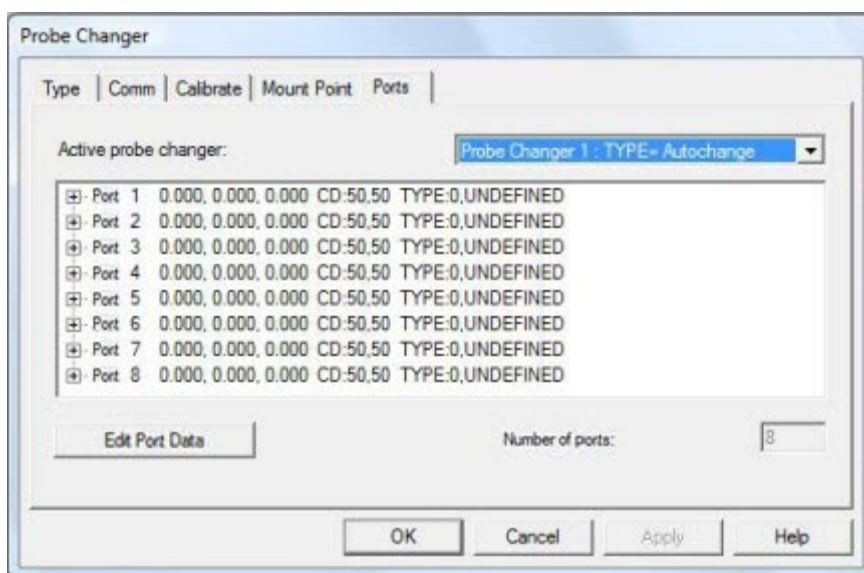 Probe Changer
Type Comm Calibrate Mount Point Ports
Active probe changer: Probe Changer 1 : TYPE= Autochange
Port 1 0.000, 0.000, 0.000 CD:50,50 TYPE:0,UNDEFINED
Port 2 0.000, 0.000, 0.000 CD:50,50 TYPE:0,UNDEFINED
Port 3 0.000, 0.000, 0.000 CD:50,50 TYPE:0,UNDEFINED
Port 4 0.000, 0.000, 0.000 CD:50,50 TYPE:0,UNDEFINED
Port 5 0.000, 0.000, 0.000 CD:50,50 TYPE:0,UNDEFINED
Port 6 0.000, 0.000, 0.000 CD:50,50 TYPE:0,UNDEFINED
Port 7 0.000, 0.000, 0.000 CD:50,50 TYPE:0,UNDEFINED
Port 8 0.000, 0.000, 0.000 CD:50,50 TYPE:0,UNDEFINED
Edit Port Data Number of ports: 8
OK Cancel Apply Help